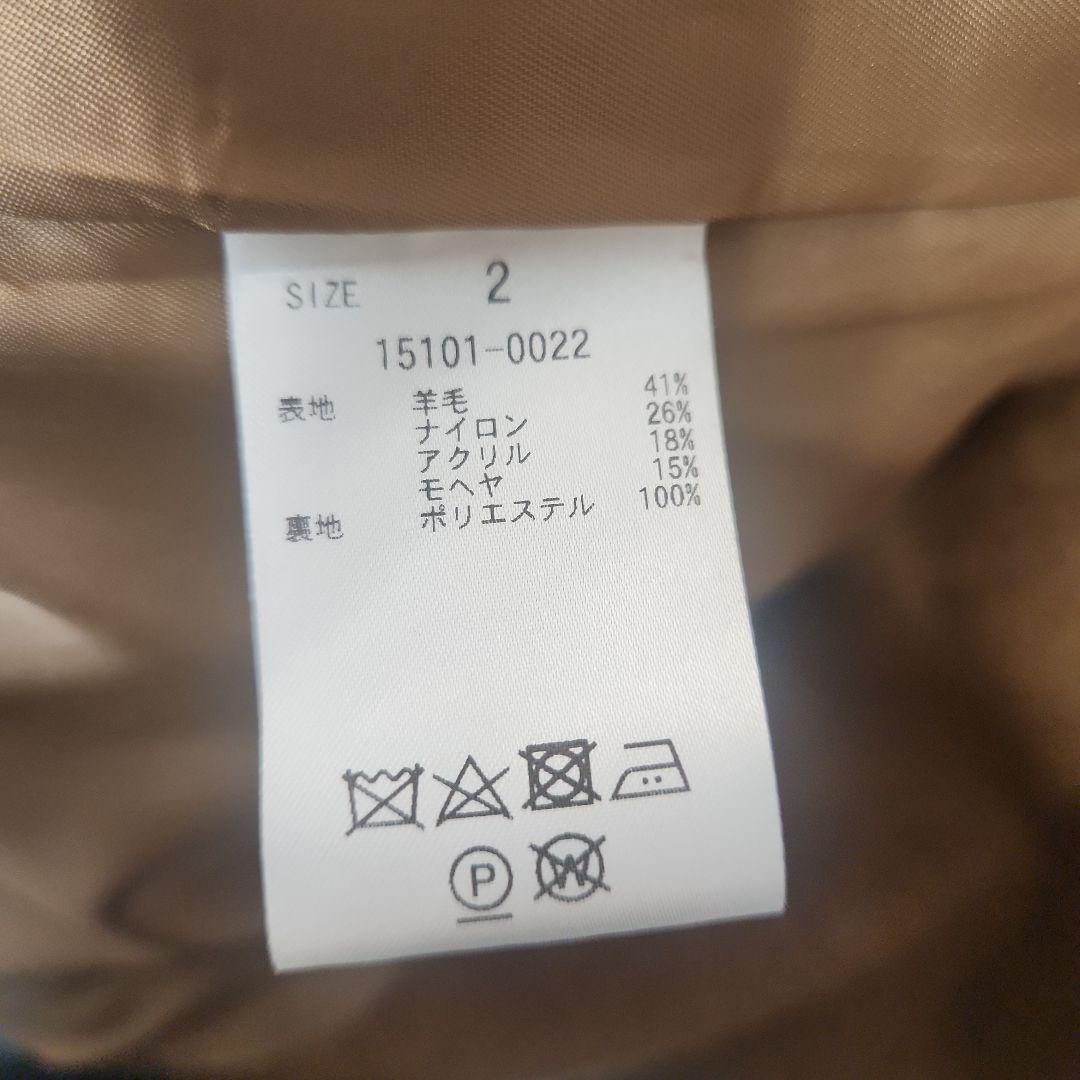 SIZE 2
15101-0022
表地 羊毛 41%
ナイロン 26%
アクリル 18%
モヘヤ 15%
裏地 ポリエステル 100%
P W